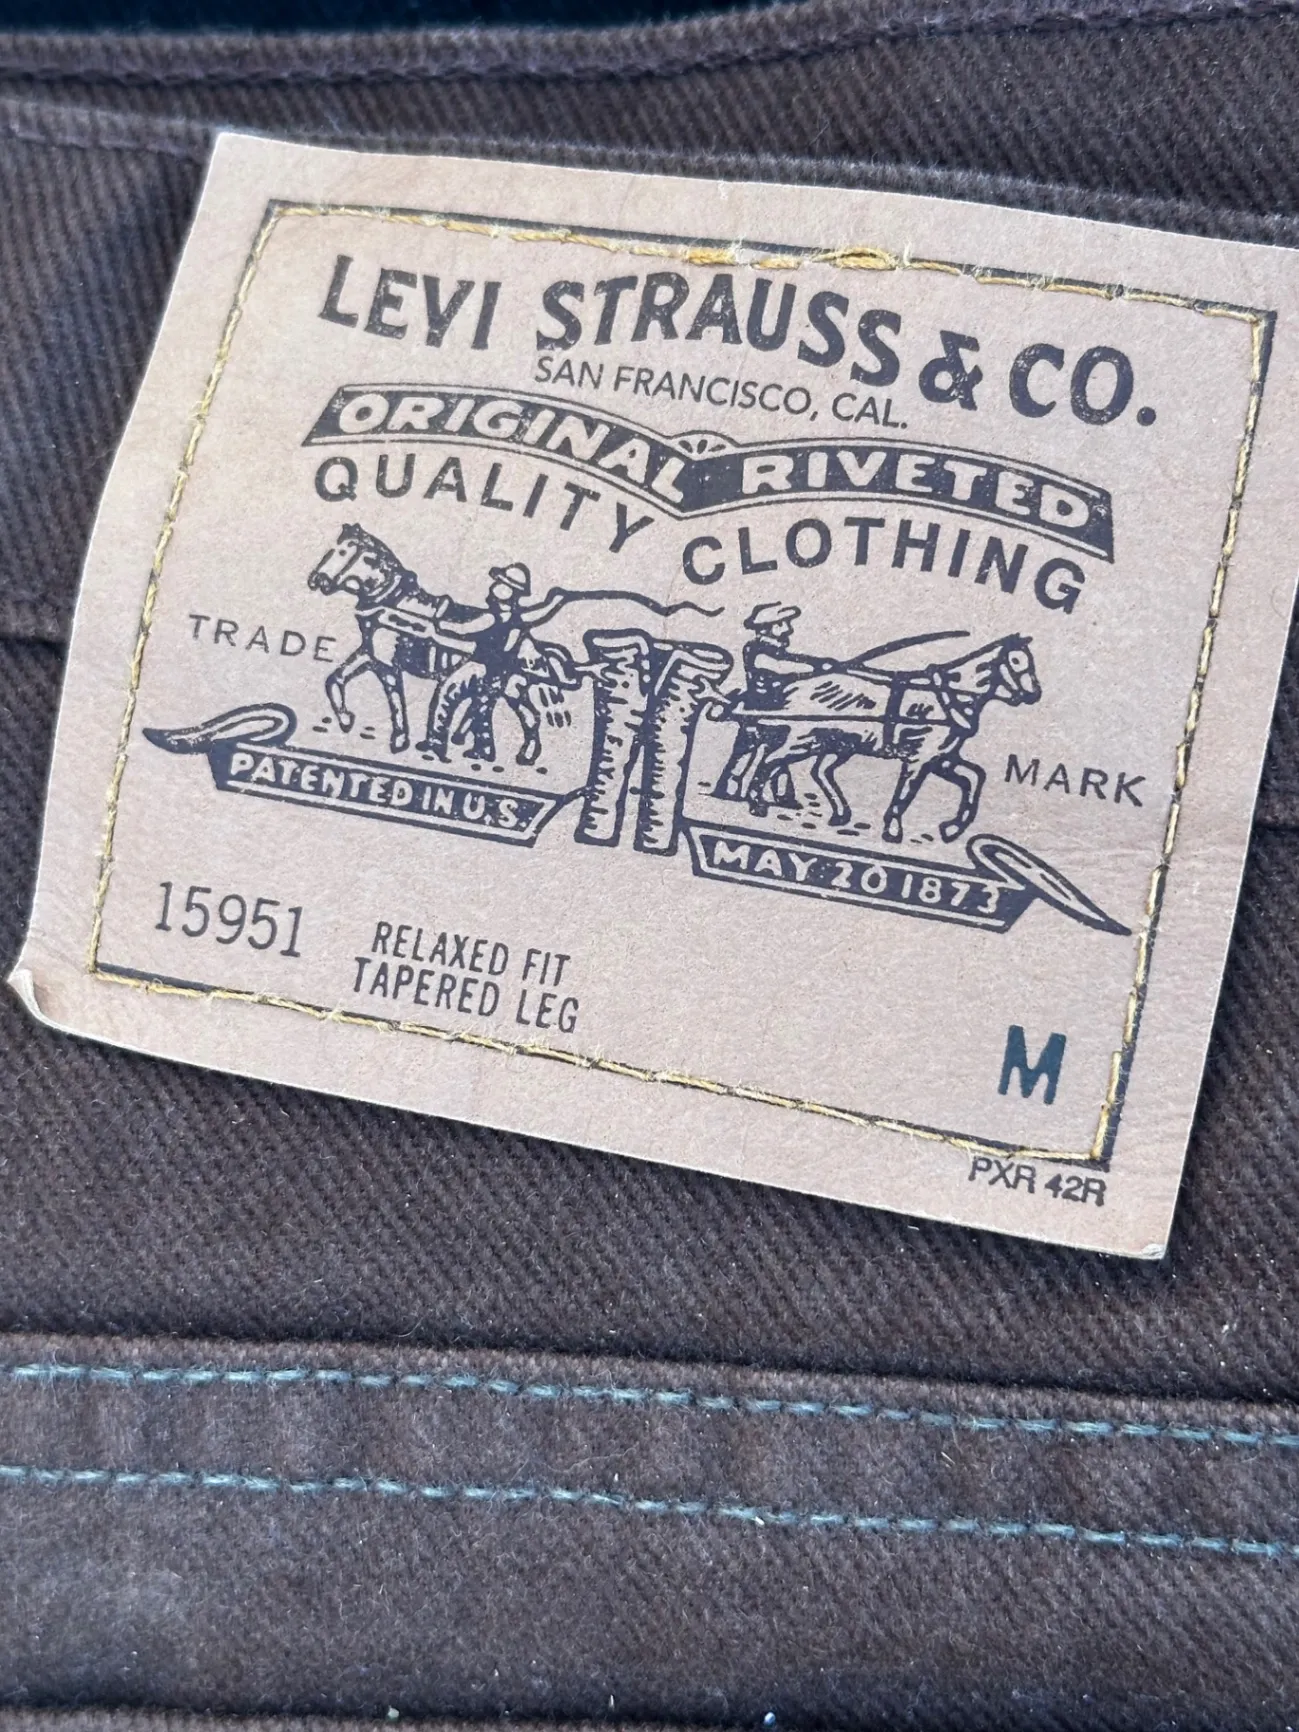 LEVI STRAUSS & CO.
SAN FRANCISCO, CAL.
ORIGINAL RIVETED
QUALITY CLOTHING
TRADE MARK
PATENTED IN U.S. MAY 20 1873
15951
RELAXED FIT
TAPERED LEG
M
PXR 42R